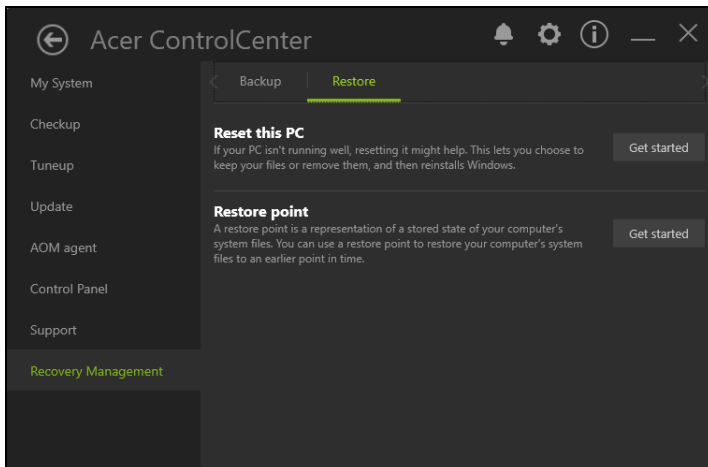 Acer ControlCenter
My System
Checkup
Tuneup
Update
AOM agent
Control Panel
Support
Recovery Management
Backup
Restore
Reset this PC
If your PC isn't running well, resetting it might help. This lets you choose to
keep your files or remove them, and then reinstalls Windows.
Get started
Restore point
A restore point is a representation of a stored state of your computer's
system files. You can use a restore point to restore your computer's system
files to an earlier point in time.
Get started